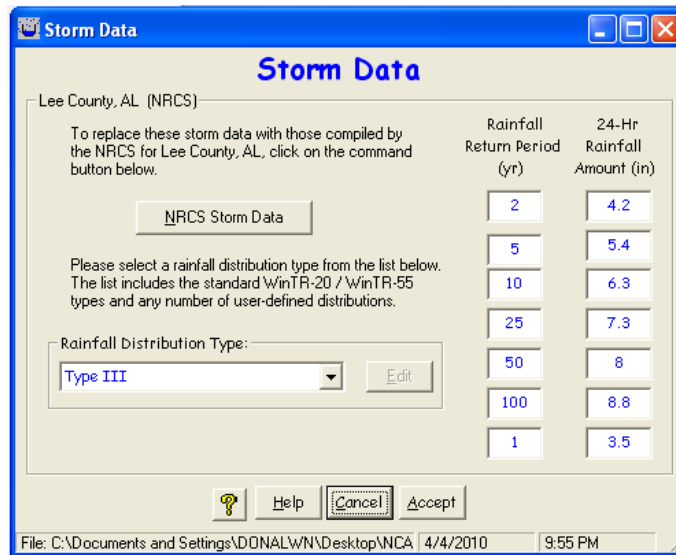 Storm Data
Storm Data
Lee County, AL (NRCS)
To replace these storm data with those compiled by
the NRCS for Lee County, AL, click on the command
button below.
NRCS Storm Data
Please select a rainfall distribution type from the list below.
The list includes the standard WinTR-20 / WinTR-55
types and any number of user-defined distributions.
Rainfall Distribution Type:
Type III
Edit
Rainfall
Return Period
(yr)
24-Hr
Rainfall
Amount (in)
2 4.2
5 5.4
10 6.3
25 7.3
50 8
100 8.8
1 3.5
? Help Cancel Accept
File: C:\Documents and Settings\DONALWN\Desktop\NCA 4/4/2010 9:55 PM